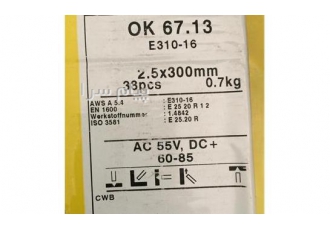 OK 67.13
E310-16
2.5x300mm
33pcs 0.7kg
AWS A 5.4 : E310-16
EN 1600 : E 25 20 R 1 2
Werkstoffnummer : 1.4842
ISO 3581 : E 25.20 R
AC 55V, DC+
60-85
CWB